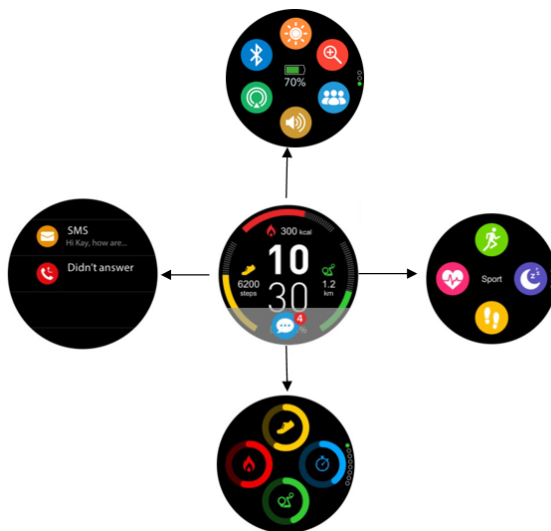 70%
SMS
Hi Kay, how are...
Didn't answer
300 kcal
10
30
6200
steps
1.2
km
4
%
Sport
z z